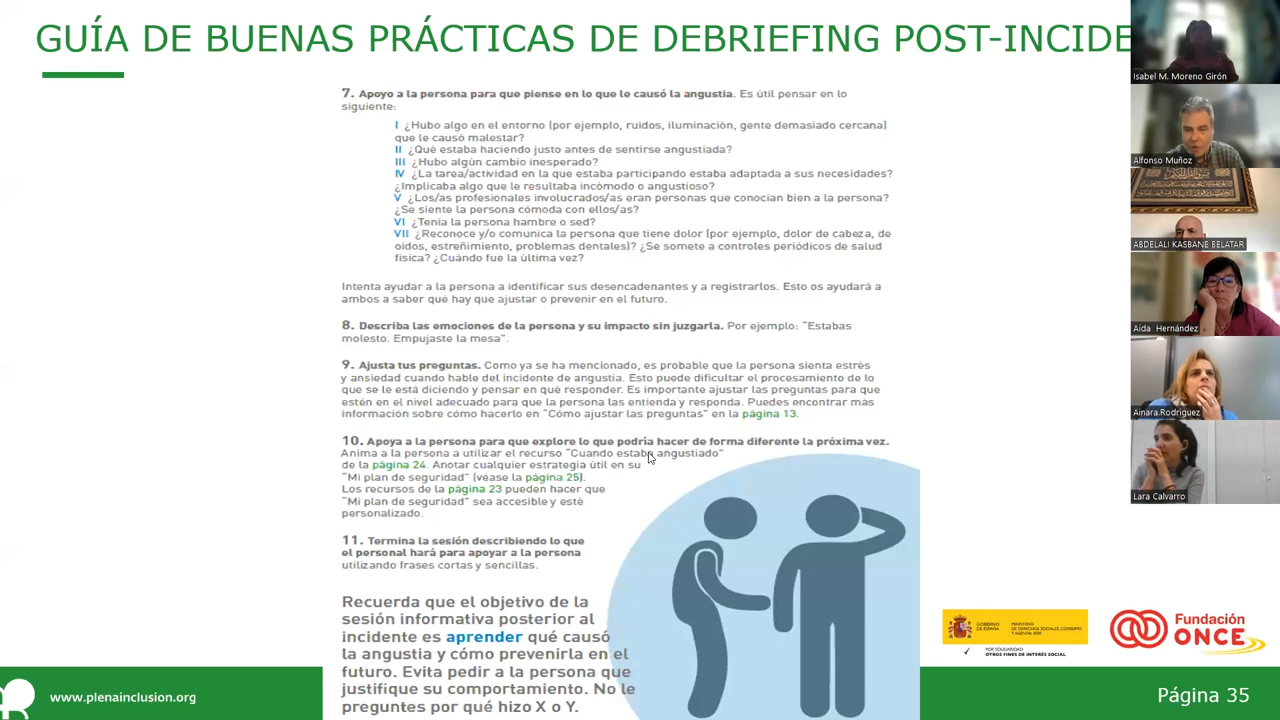 GUÍA DE BUENAS PRÁCTICAS DE DEBRIEFING POST-INCIDE
7. Apoyo a la persona para que piense en lo que le causó la angustia. Es útil pensar en lo
siguiente:
I ¿Hubo algo en el entorno (por ejemplo, ruidos, iluminación, gente demasiado cercana)
que le causó malestar?
II ¿Qué estaba haciendo justo antes de sentirse angustiada?
III ¿Hubo algún cambio inesperado?
IV ¿La tarea/actividad en la que estaba participando estaba adaptada a sus necesidades?
¿Implicaba algo que le resultaba incómodo o angustioso?
V ¿Los/as profesionales involucrados/as eran personas que conocían bien a la persona?
¿Se siente la persona cómoda con ellos/as?
VI ¿Tenía la persona hambre o sed?
VII ¿Reconoce y/o comunica la persona que tiene dolor (por ejemplo, dolor de cabeza, de
oídos, estreñimiento, problemas dentales)? ¿Se somete a controles periódicos de salud
física? ¿Cuándo fue la última vez?
Intenta ayudar a la persona a identificar sus desencadenantes y a registrarlos. Esto os ayudará a
ambos a saber qué hay que ajustar o prevenir en el futuro.
8. Describa las emociones de la persona y su impacto sin juzgarla. Por ejemplo: "Estabas
molesto. Empujaste la mesa".
9. Ajusta tus preguntas. Como ya se ha mencionado, es probable que la persona sienta estrés
y ansiedad cuando hable del incidente de angustia. Esto puede dificultar el procesamiento de lo
que se le está diciendo y pensar en qué responder. Es importante ajustar las preguntas para que
estén en el nivel adecuado para que la persona las entienda y responda. Puedes encontrar más
información sobre cómo hacerlo en "Cómo ajustar las preguntas" en la página 13.
10. Apoya a la persona para que explore lo que podría hacer de forma diferente la próxima vez.
Anima a la persona a utilizar el recurso "Cuando estaba angustiado"
de la página 24. Anotar cualquier estrategia útil en su
"Mi plan de seguridad" (véase la página 25).
Los recursos de la página 23 pueden hacer que
"Mi plan de seguridad" sea accesible y esté
personalizado.
11. Termina la sesión describiendo lo que
el personal hará para apoyar a la persona
utilizando frases cortas y sencillas.
Recuerda que el objetivo de la
sesión informativa posterior al
incidente es aprender qué causó
la angustia y cómo prevenirla en el
futuro. Evita pedir a la persona que
justifique su comportamiento. No le
preguntes por qué hizo X o Y.
www.plenainclusion.org
GOBIERNO
DE ESPAÑA
MINISTERIO
DE DERECHOS SOCIALES, CONSUMO
Y AGENDA 2030
POR SOLIDARIDAD
OTROS FINES DE INTERÉS SOCIAL
Fundación
ONCE
Página 35
Isabel M. Moreno Girón
Alfonso Muñoz
ABDELALI KASBANE BELATAR
Aida Hernández
Ainara.Rodriguez
Lara Calvarro